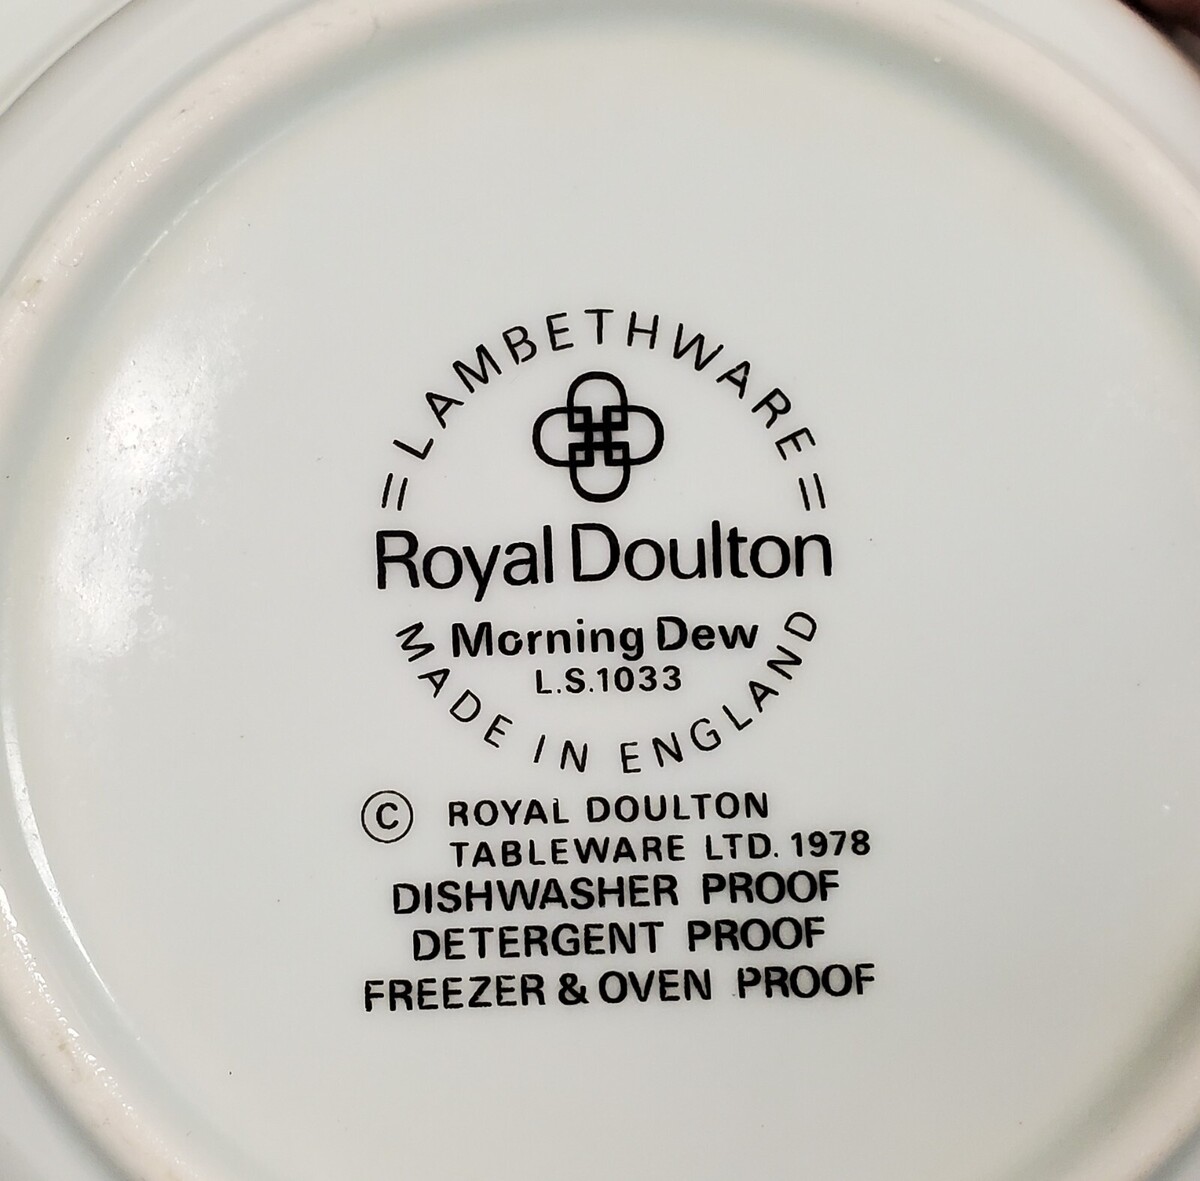 = LAMBETHWARE =
Royal Doulton
Morning Dew
L.S.1033
MADE IN ENGLAND
© ROYAL DOULTON
TABLEWARE LTD. 1978
DISHWASHER PROOF
DETERGENT PROOF
FREEZER & OVEN PROOF